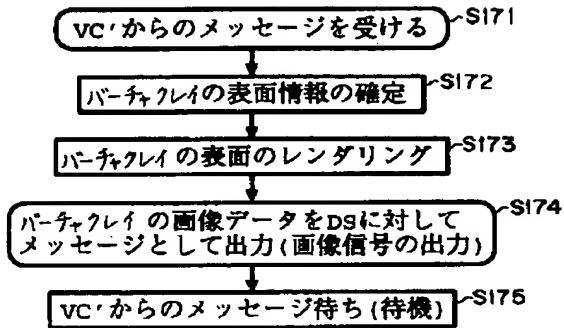 VC'からのメッセージを受ける
S171
バーチャクレイの表面情報の確定
S172
バーチャクレイの表面のレンダリング
S173
バーチャクレイの画像データをDSに対して
メッセージとして出力(画像信号の出力)
S174
VC'からのメッセージ待ち(待機)
S175